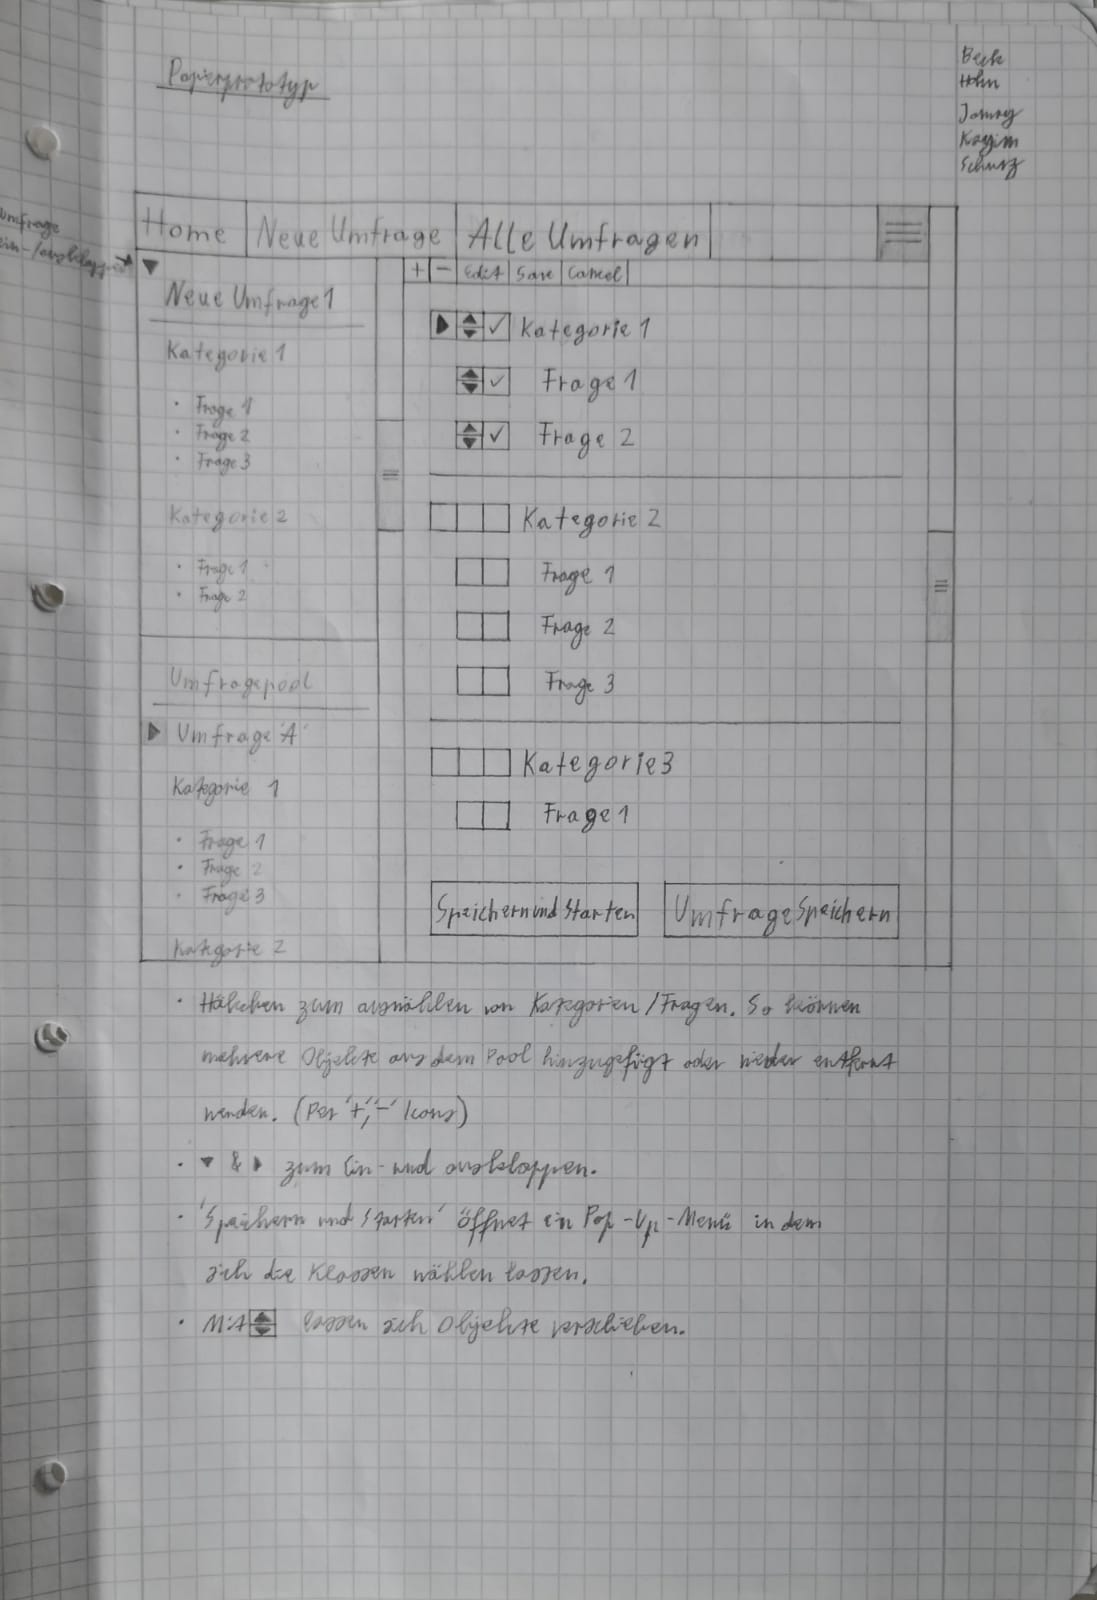 Papierprototyp
Beck
Hohn
Kayim
Schurz
Umfrage
ein-/ausklappen
Home Neue Umfrage Alle Umfragen
+ - Edit Save Cancel
Neue Umfrage 1
Kategorie 1
· Frage 1
· Frage 2
· Frage 3
Kategorie 2
· Frage 1
· Frage 2
Umfragepool
Umfrage 'A'
Kategorie 1
· Frage 1
· Frage 2
· Frage 3
Kategorie 2
Kategorie 1
Frage 1
Frage 2
Kategorie 2
Frage 1
Frage 2
Frage 3
Kategorie 3
Frage 1
Speichern und Starten Umfrage Speichern
· Häkchen zum auswählen von Kategorien/Fragen. So können
mehrere Objekte aus dem Pool hinzugefügt oder wieder entfernt
werden. (Per '+','-' Icons)
· ▼ & ▶ zum Ein- und ausklappen.
· 'Speichern und Starten' öffnet ein Pop-Up-Menü in dem
sich die Klassen wählen lassen.
· Mit lassen sich Objekte verschieben.